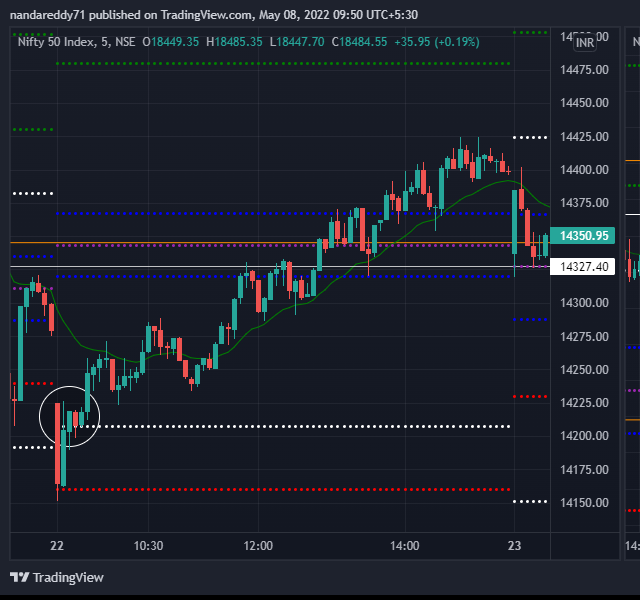 nandareddy71 published on TradingView.com, May 08, 2022 09:50 UTC+5:30
Nifty 50 Index, 5, NSE O18449.35 H18485.35 L18447.70 C18484.55 +35.95 (+0.19%)
INR
14475.00
14450.00
14425.00
14400.00
14375.00
14350.95
14327.40
14300.00
14275.00
14250.00
14225.00
14200.00
14175.00
14150.00
22 10:30 12:00 14:00 23
TradingView